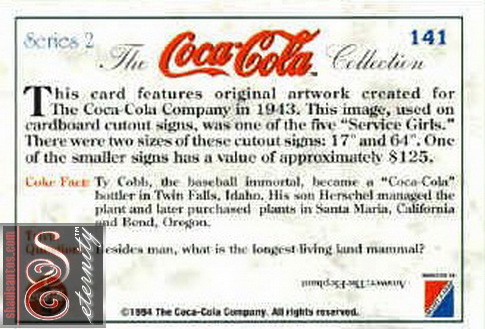 Series 2
The Coca-Cola™ Collection
141
This card features original artwork created for
The Coca-Cola Company in 1943. This image, used on
cardboard cutout signs, was one of the five "Service Girls."
There were two sizes of these cutout signs: 17" and 64". One
of the smaller signs has a value of approximately $125.
Coke Fact: Ty Cobb, the baseball immortal, became a "Coca-Cola"
bottler in Twin Falls, Idaho. His son Herschel managed the
plant and later purchased plants in Santa Maria, California
and Bend, Oregon.
Question: Besides man, what is the longest-living land mammal?
Answer: The Elephant
©1994 The Coca-Cola Company. All rights reserved.
shailsantos.com
eternity™